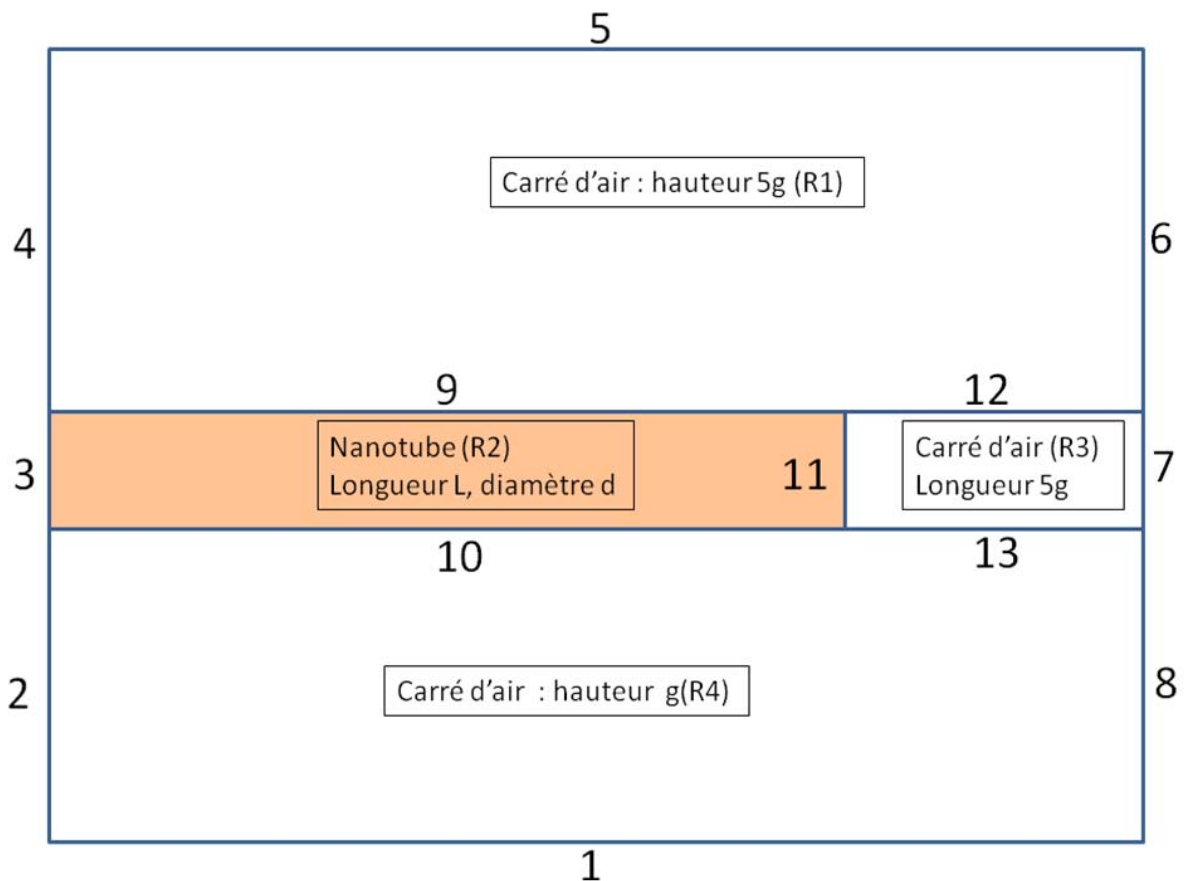 5
Carré d'air : hauteur 5g (R1)
4
6
9
12
3
Nanotube (R2)
Longueur L, diamètre d
11
Carré d'air (R3)
Longueur 5g
7
10
13
2
Carré d'air : hauteur g(R4)
8
1